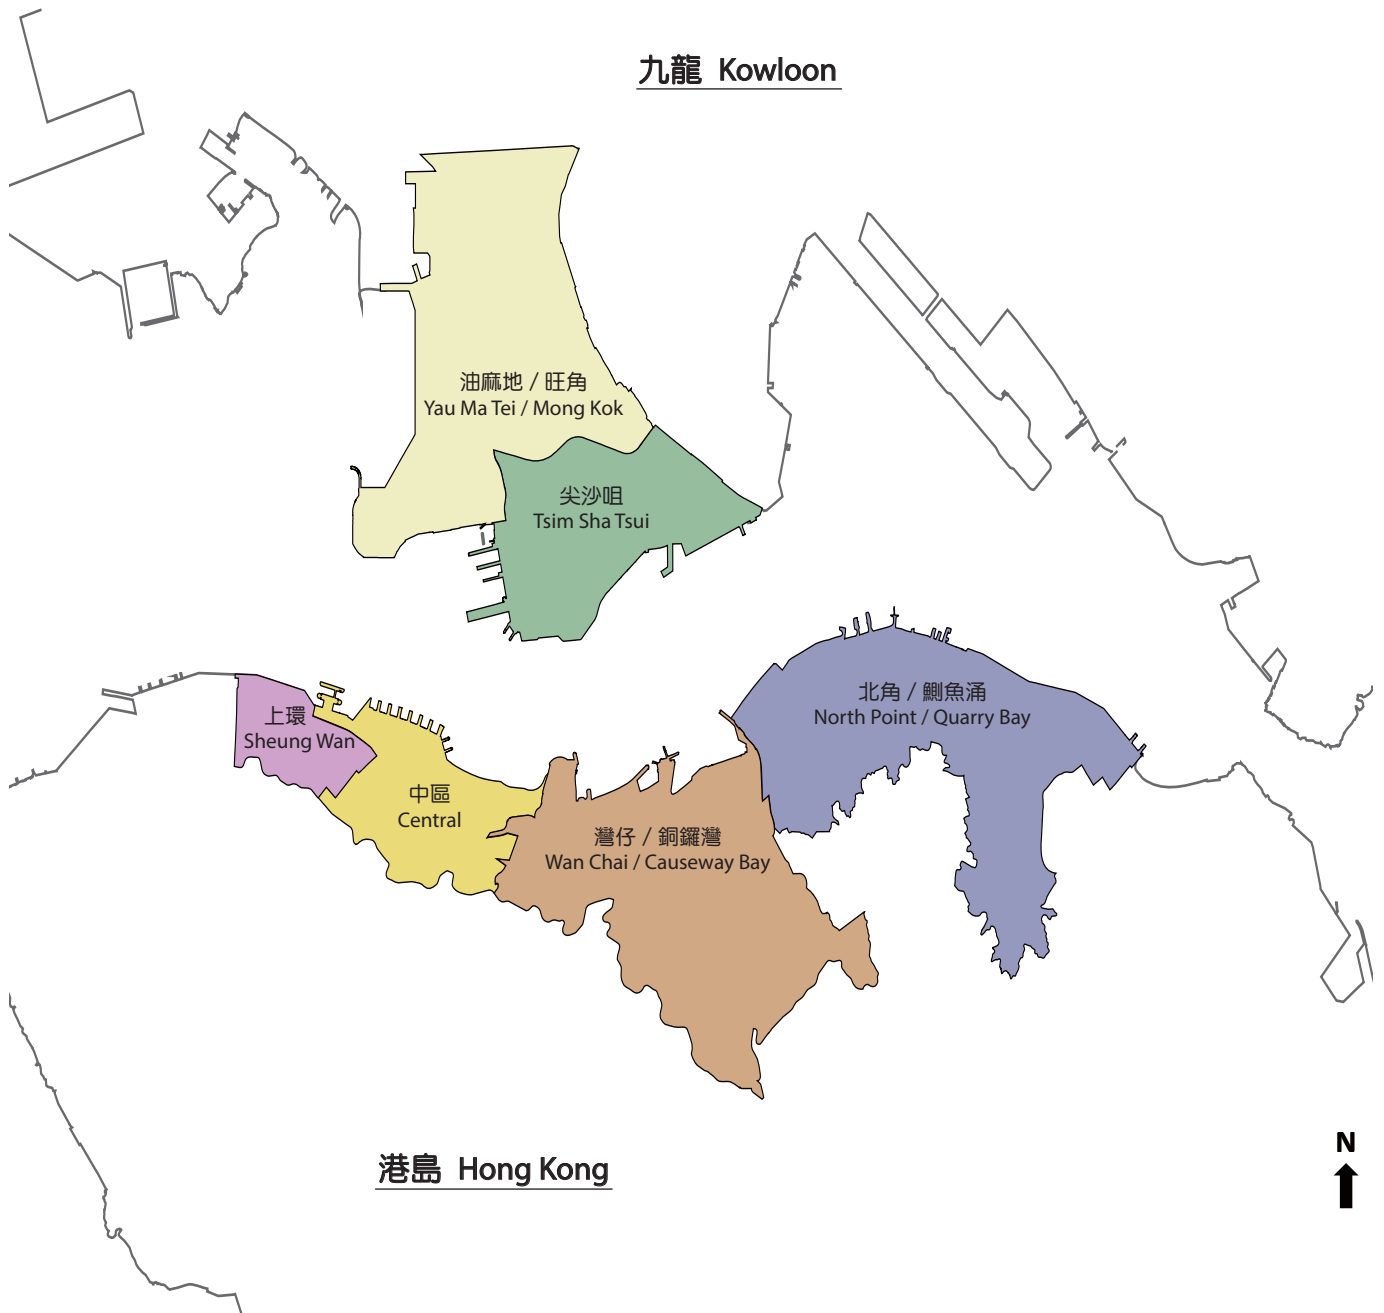 九龍 Kowloon
油麻地 / 旺角
Yau Ma Tei / Mong Kok
尖沙咀
Tsim Sha Tsui
北角 / 鰂魚涌
North Point / Quarry Bay
上環
Sheung Wan
中區
Central
灣仔 / 銅鑼灣
Wan Chai / Causeway Bay
港島 Hong Kong
N